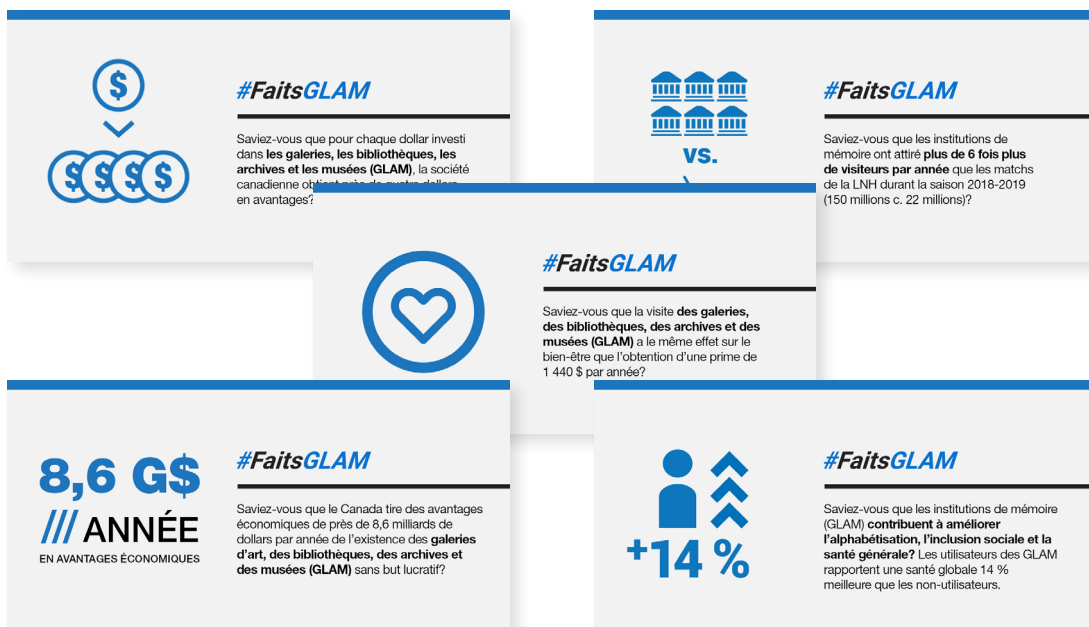 #FaitsGLAM
Saviez-vous que pour chaque dollar investi
dans les galeries, les bibliothèques, les
archives et les musées (GLAM), la société
canadienne obtient près de quatre dollars
en avantages?
vs.
#FaitsGLAM
Saviez-vous que les institutions de
mémoire ont attiré plus de 6 fois plus
de visiteurs par année que les matchs
de la LNH durant la saison 2018-2019
(150 millions c. 22 millions)?
#FaitsGLAM
Saviez-vous que la visite des galeries,
des bibliothèques, des archives et des
musées (GLAM) a le même effet sur le
bien-être que l’obtention d’une prime de
1 440 $ par année?
8,6 G$
/// ANNÉE
EN AVANTAGES ÉCONOMIQUES
#FaitsGLAM
Saviez-vous que le Canada tire des avantages
économiques de près de 8,6 milliards de
dollars par année de l’existence des galeries
d’art, des bibliothèques, des archives et
des musées (GLAM) sans but lucratif?
+14 %
#FaitsGLAM
Saviez-vous que les institutions de mémoire
(GLAM) contribuent à améliorer
l’alphabétisation, l’inclusion sociale et la
santé générale? Les utilisateurs des GLAM
rapportent une santé globale 14 %
meilleure que les non-utilisateurs.